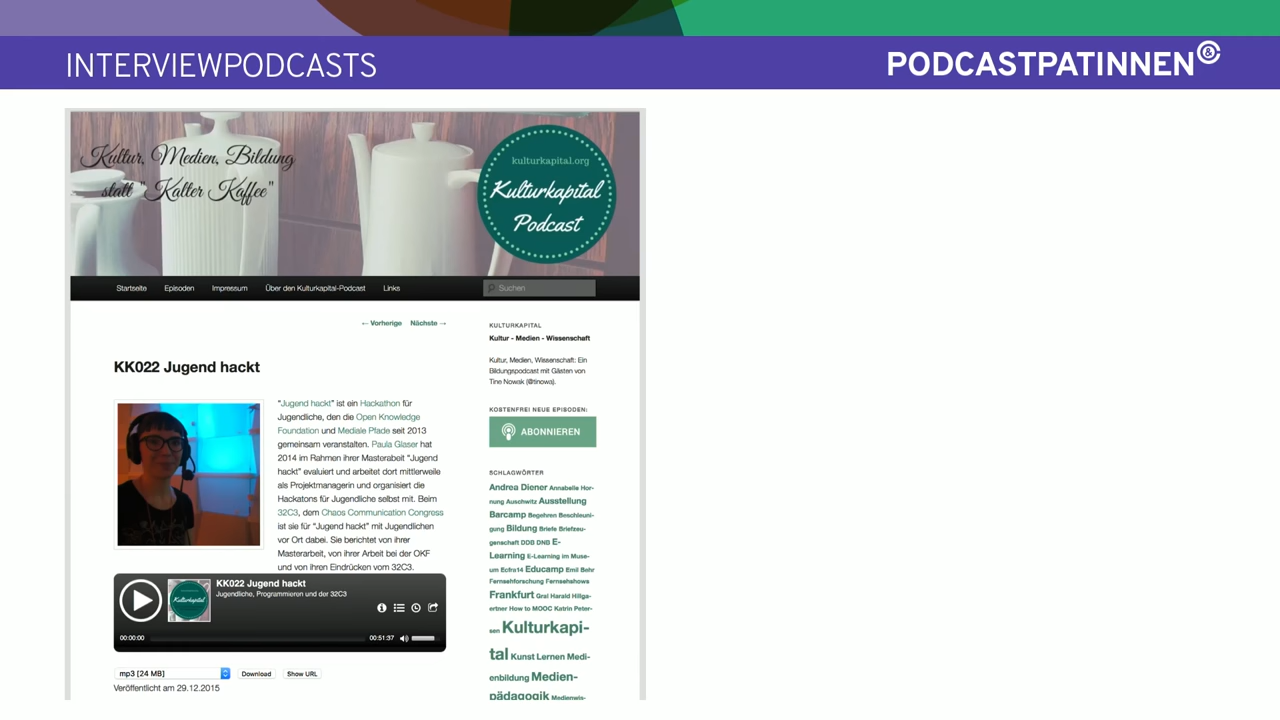 INTERVIEWPODCASTS
PODCASTPATINNEN &
Kultur, Medien, Bildung
statt "Kalter Kaffee"
kulturkapital.org
Kulturkapital
Podcast
Startseite Episoden Impressum Über den Kulturkapital-Podcast Links Suchen
← Vorherige Nächste →
KK022 Jugend hackt
"Jugend hackt" ist ein Hackathon für
Jugendliche, den die Open Knowledge
Foundation und Mediale Pfade seit 2013
gemeinsam veranstalten. Paula Glaser hat
2014 im Rahmen ihrer Masterabeit "Jugend
hackt" evaluiert und arbeitet dort mittlerweile
als Projektmanagerin und organisiert die
Hackatons für Jugendliche selbst mit. Beim
32C3, dem Chaos Communication Congress
ist sie für "Jugend hackt" mit Jugendlichen
vor Ort dabei. Sie berichtet von ihrer
Masterarbeit, von ihrer Arbeit bei der OKF
und von ihren Eindrücken vom 32C3.
Kulturkapital
KK022 Jugend hackt
Jugendliche, Programmieren und der 32C3
00:00:00 00:51:37
mp3 [24 MB] Download Show URL
Veröffentlicht am 29.12.2015
KULTURKAPITAL
Kultur - Medien - Wissenschaft
Kultur, Medien, Wissenschaft: Ein
Bildungspodcast mit Gästen von
Tine Nowak (@tinowa).
KOSTENFREI NEUE EPISODEN:
ABONNIEREN
SCHLAGWÖRTER
Andrea Diener Annabelle Hor-
nung Auschwitz Ausstellung
Barcamp Begehren Beschleuni-
gung Bildung Briefe Briefzeu-
genschaft DDB DNB E-
Learning E-Learning im Muse-
um Ecfra14 Educamp Emil Behr
Fernsehforschung Fernsehshows
Frankfurt Gral Harald Hillga-
ertner How to MOOC Katrin Peter-
sen Kulturkapi-
tal Kunst Lernen Medi-
enbildung Medien-
pädagogik Medienwis-